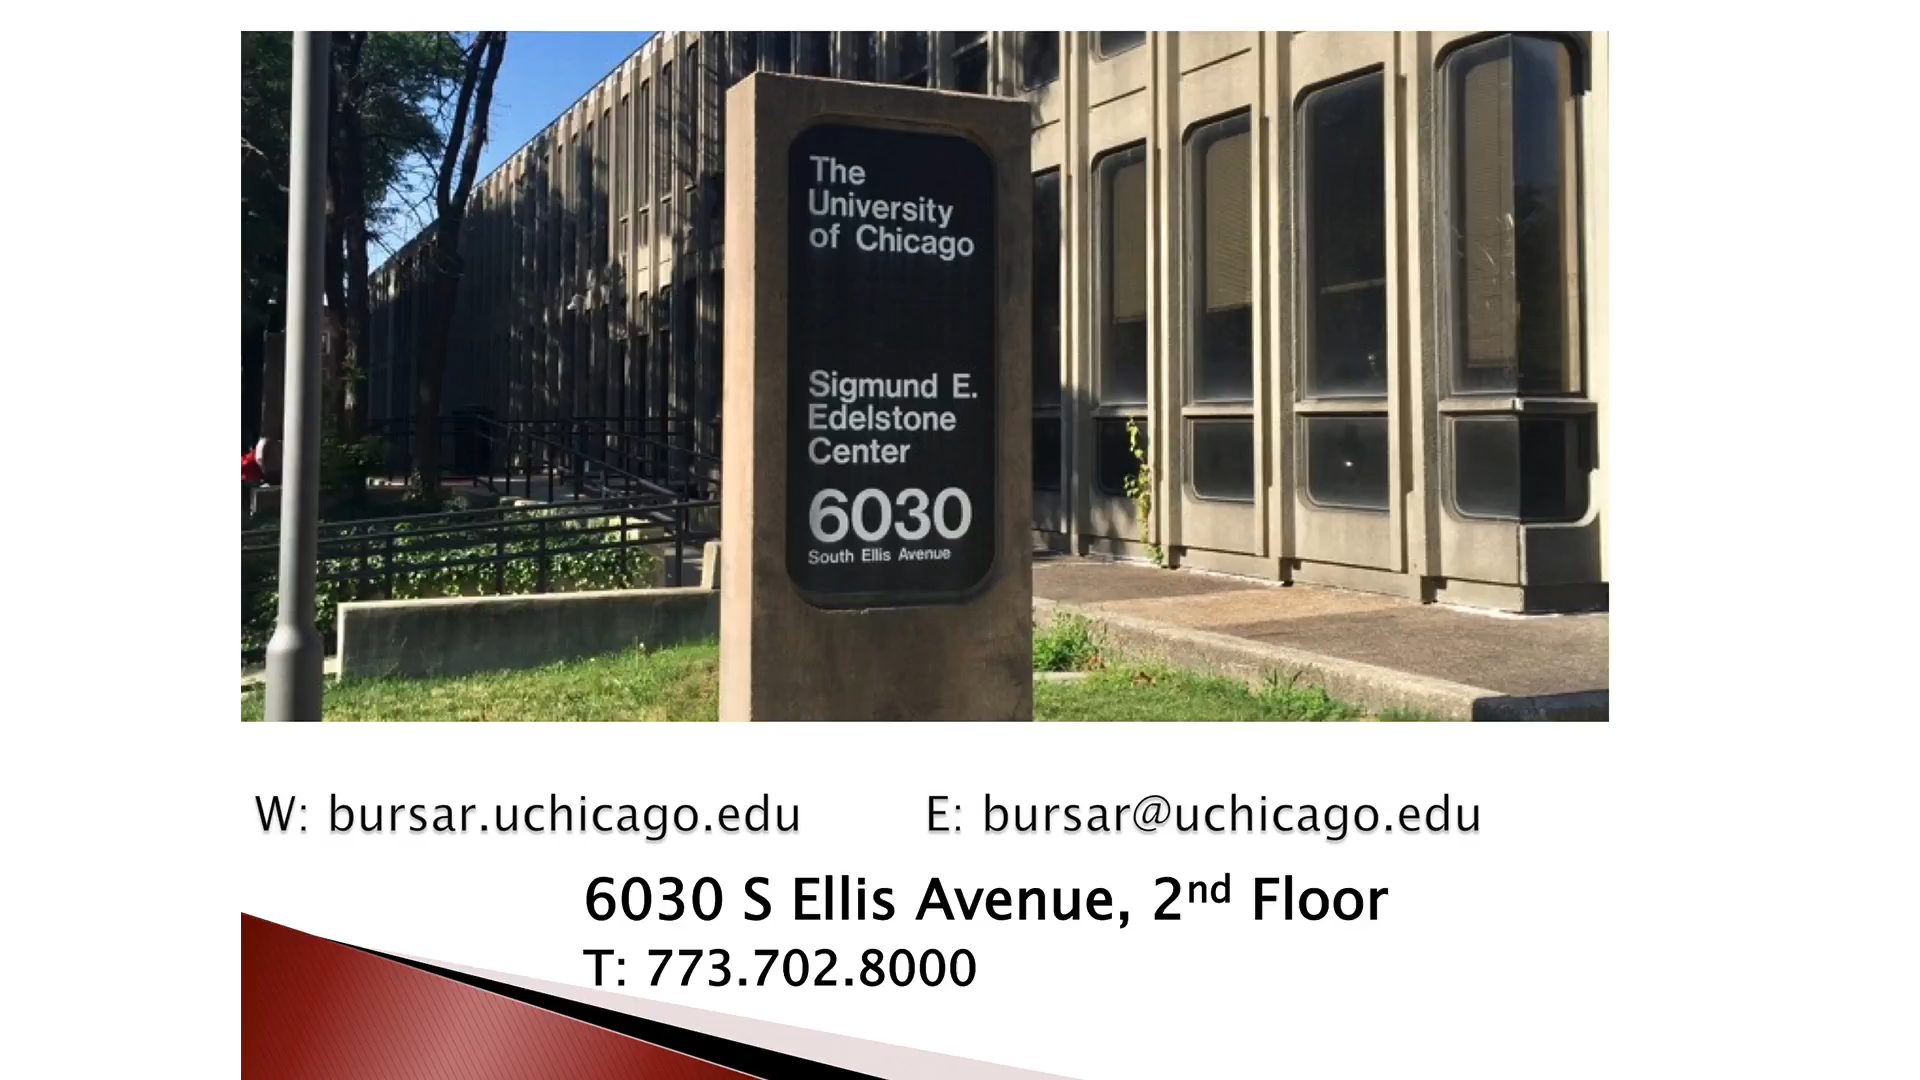 The
University
of Chicago
Sigmund E.
Edelstone
Center
6030
South Ellis Avenue
W: bursar.uchicago.edu
E: bursar@uchicago.edu
6030 S Ellis Avenue, 2nd Floor
T: 773.702.8000